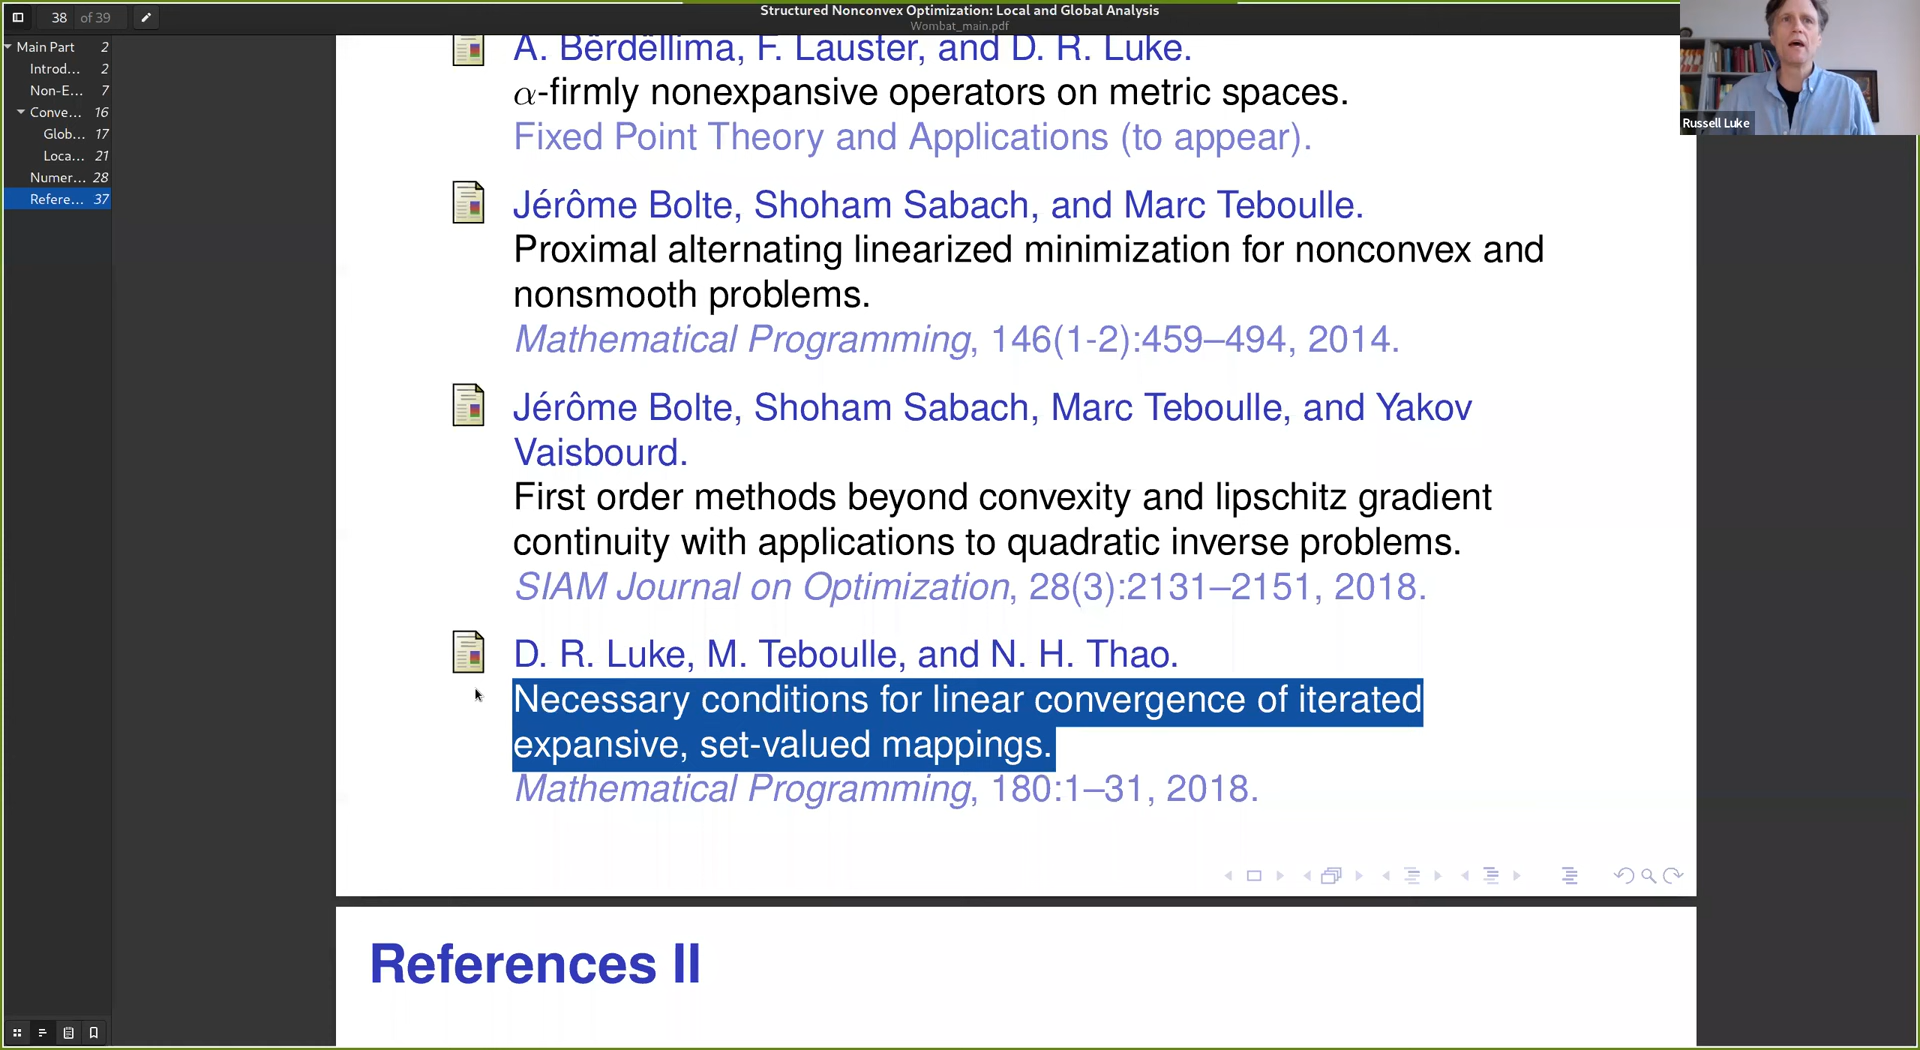 38 of 39
Structured Nonconvex Optimization: Local and Global Analysis
Wombat_main.pdf
Main Part 2
Introd... 2
Non-E... 7
Conve... 16
Glob... 17
Loca... 21
Numer... 28
Refere... 37
A. Bërdëllima, F. Lauster, and D. R. Luke.
α-firmly nonexpansive operators on metric spaces.
Fixed Point Theory and Applications (to appear).
Jérôme Bolte, Shoham Sabach, and Marc Teboulle.
Proximal alternating linearized minimization for nonconvex and
nonsmooth problems.
Mathematical Programming, 146(1-2):459–494, 2014.
Jérôme Bolte, Shoham Sabach, Marc Teboulle, and Yakov
Vaisbourd.
First order methods beyond convexity and lipschitz gradient
continuity with applications to quadratic inverse problems.
SIAM Journal on Optimization, 28(3):2131–2151, 2018.
D. R. Luke, M. Teboulle, and N. H. Thao.
Necessary conditions for linear convergence of iterated
expansive, set-valued mappings.
Mathematical Programming, 180:1–31, 2018.
References II
Russell Luke